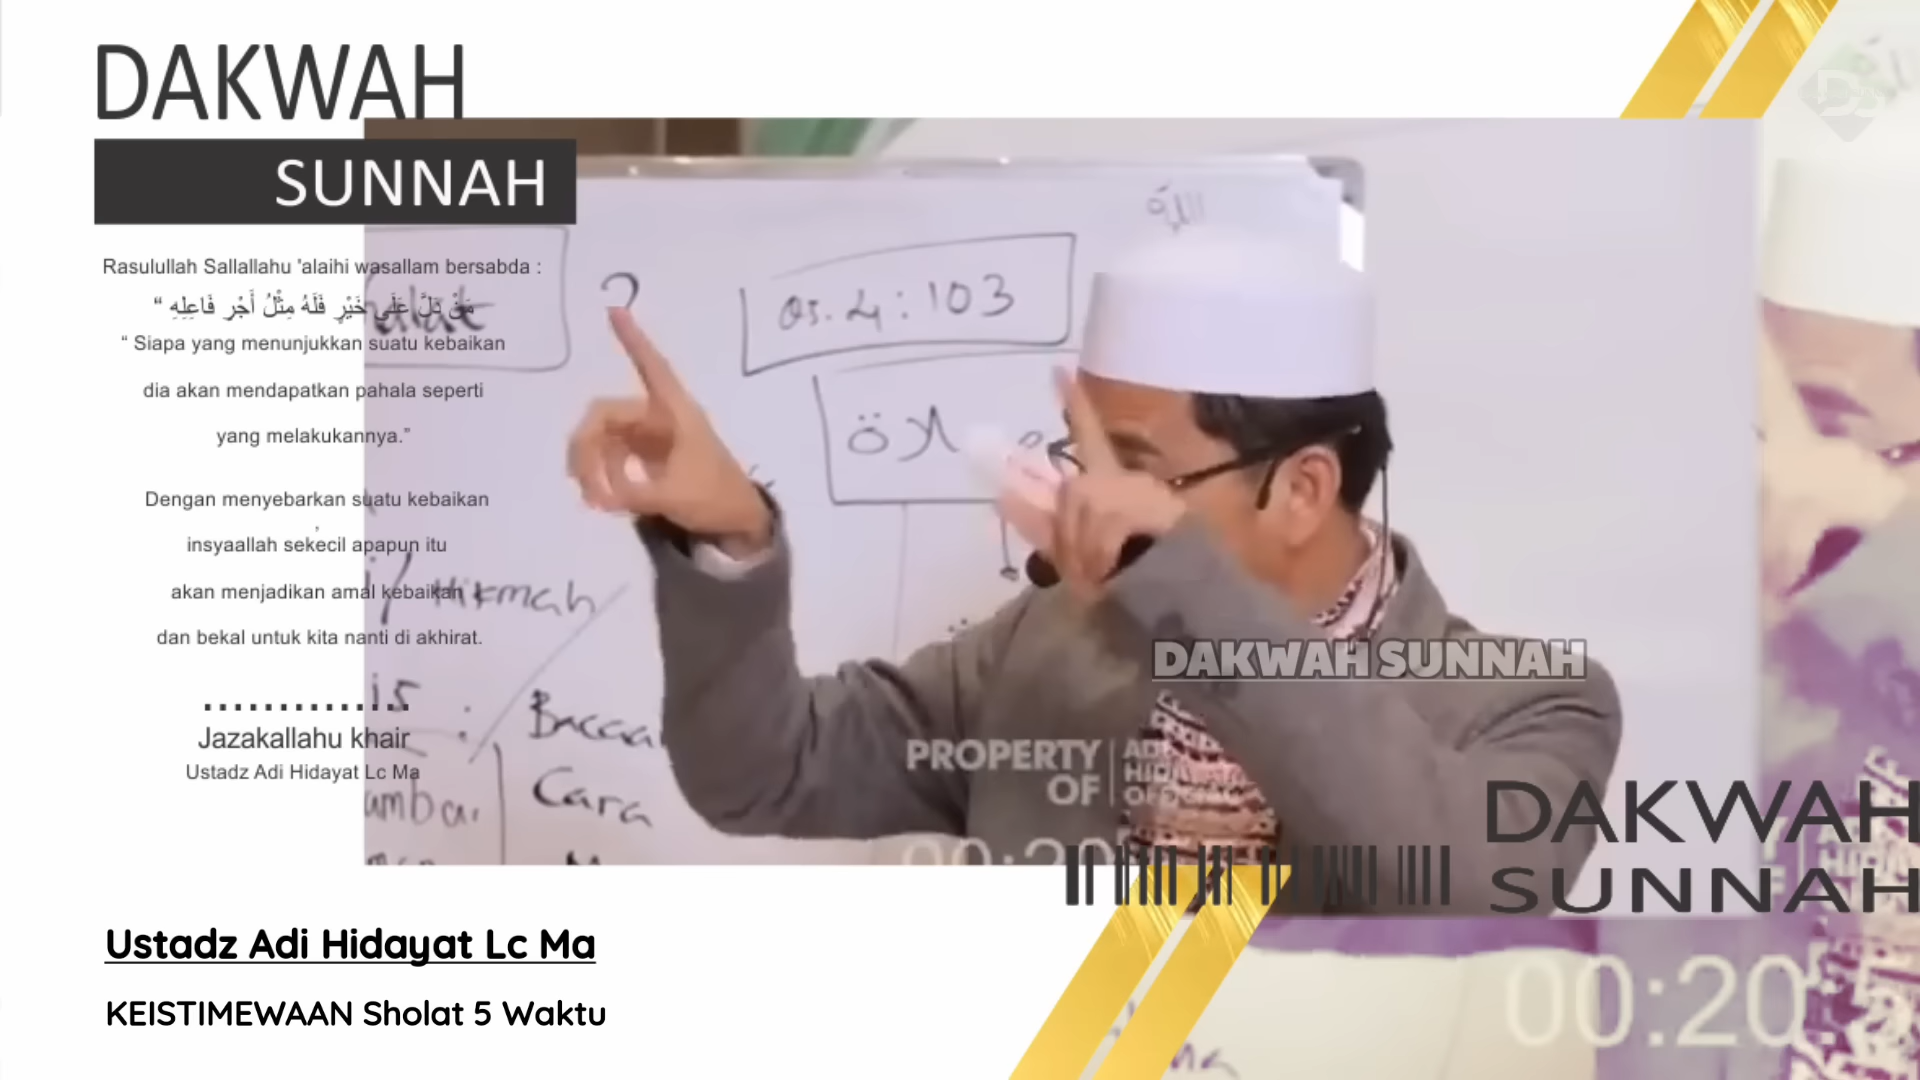 DAKWAH
SUNNAH
Rasulullah Sallallahu 'alaihi wasallam bersabda :
“ مَنْ دَلَّ عَلَى خَيْرٍ فَلَهُ مِثْلُ أَجْرِ فَاعِلِهِ
“ Siapa yang menunjukkan suatu kebaikan
dia akan mendapatkan pahala seperti
yang melakukannya.”
Dengan menyebarkan suatu kebaikan
insyaallah sekecil apapun itu
akan menjadikan amal kebaikan
dan bekal untuk kita nanti di akhirat.
..............
Jazakallahu khair
Ustadz Adi Hidayat Lc Ma
?
Qs. 4 : 103
Hikmah
Cara
DAKWAH SUNNAH
PROPERTY OF
DAKWAH
SUNNAH
00:20
Ustadz Adi Hidayat Lc Ma
KEISTIMEWAAN Sholat 5 Waktu